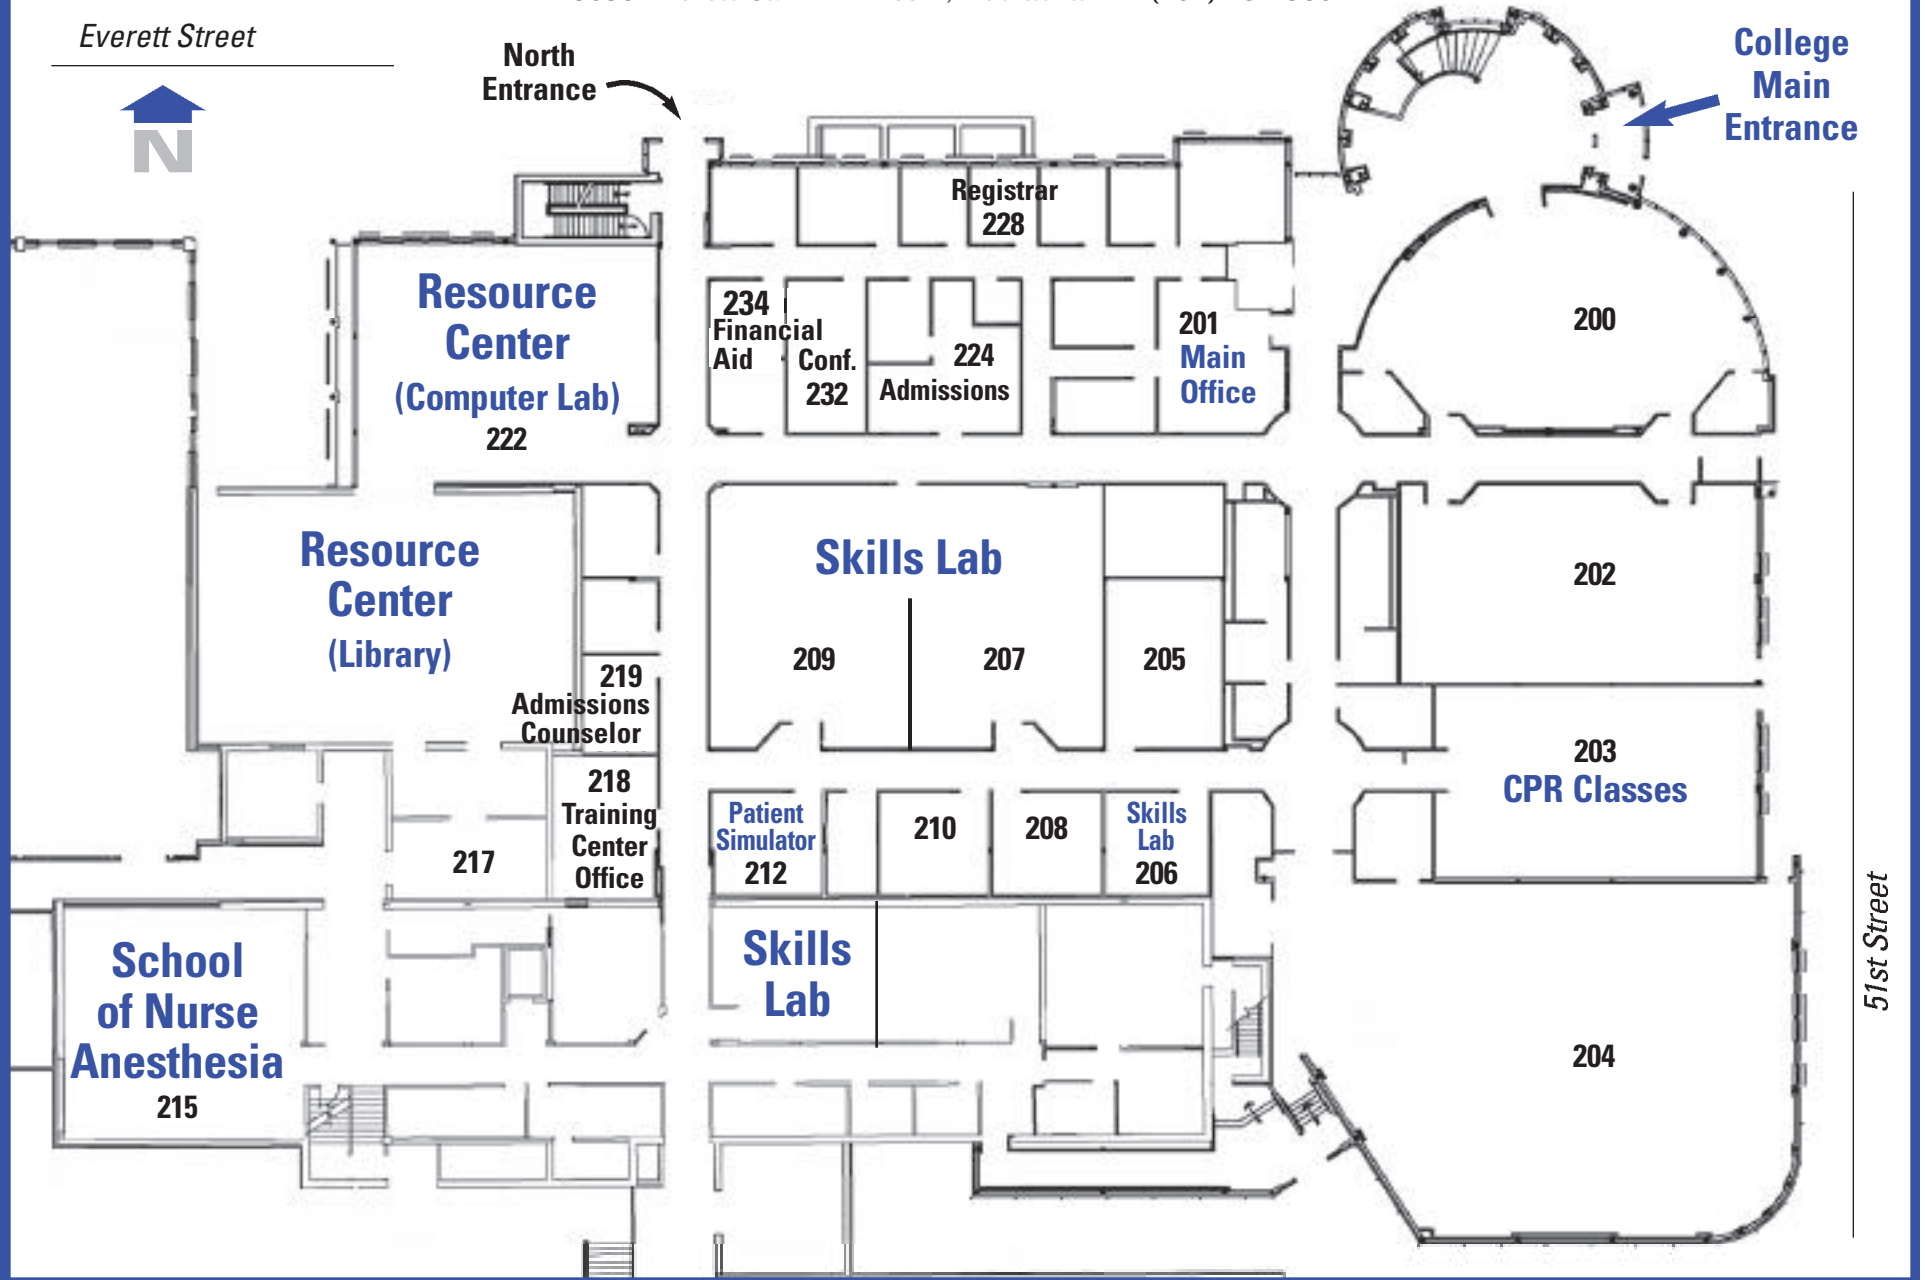 Everett Street
N
North
Entrance
College
Main
Entrance
Registrar
228
Resource
Center
(Computer Lab)
222
234
Financial
Aid
Conf.
232
224
Admissions
201
Main
Office
200
Resource
Center
(Library)
Skills Lab
209
207
205
202
219
Admissions
Counselor
218
Training
Center
Office
217
Patient
Simulator
212
210
208
Skills
Lab
206
203
CPR Classes
School
of Nurse
Anesthesia
215
Skills
Lab
204
51st Street